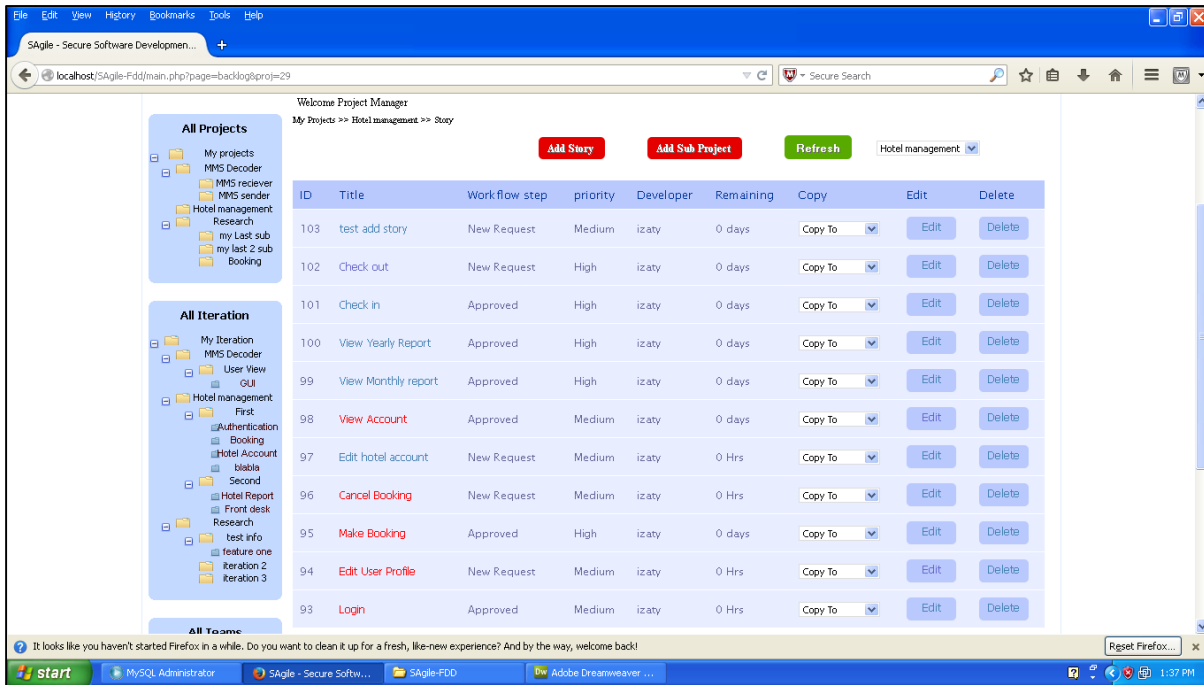 File Edit View History Bookmarks Tools Help
SAgile - Secure Software Developmen...
localhost/SAgile-Fdd/main.php?page=backlog&proj=29
Secure Search
Welcome Project Manager
My Projects >> Hotel management >> Story
Add Story Add Sub Project Refresh Hotel management
All Projects
My projects
MMS Decoder
MMS reciever
MMS sender
Hotel management
Research
my Last sub
my last 2 sub
Booking
All Iteration
My Iteration
MMS Decoder
User View
GUI
Hotel management
First
Authentication
Booking
Hotel Account
blabla
Second
Hotel Report
Front desk
Research
test info
feature one
iteration 2
iteration 3
All Teams
ID Title Workflow step priority Developer Remaining Copy Edit Delete
103 test add story New Request Medium izaty 0 days Copy To Edit Delete
102 Check out New Request High izaty 0 days Copy To Edit Delete
101 Check in Approved High izaty 0 days Copy To Edit Delete
100 View Yearly Report Approved High izaty 0 days Copy To Edit Delete
99 View Monthly report Approved High izaty 0 days Copy To Edit Delete
98 View Account Approved Medium izaty 0 days Copy To Edit Delete
97 Edit hotel account New Request Medium izaty 0 Hrs Copy To Edit Delete
96 Cancel Booking New Request Medium izaty 0 Hrs Copy To Edit Delete
95 Make Booking Approved High izaty 0 days Copy To Edit Delete
94 Edit User Profile New Request Medium izaty 0 Hrs Copy To Edit Delete
93 Login Approved Medium izaty 0 Hrs Copy To Edit Delete
It looks like you haven't started Firefox in a while. Do you want to clean it up for a fresh, like-new experience? And by the way, welcome back! Reset Firefox...
start MySQL Administrator SAgile - Secure Softw... SAgile-FDD Dw Adobe Dreamweaver ... 1:37 PM